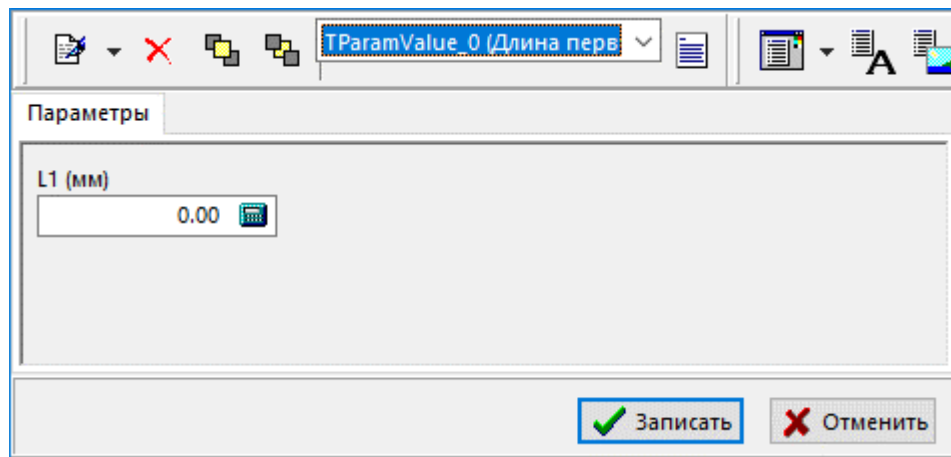 TParamValue_0 (Длина перв
Параметры
L1 (мм)
0.00
Записать
Отменить